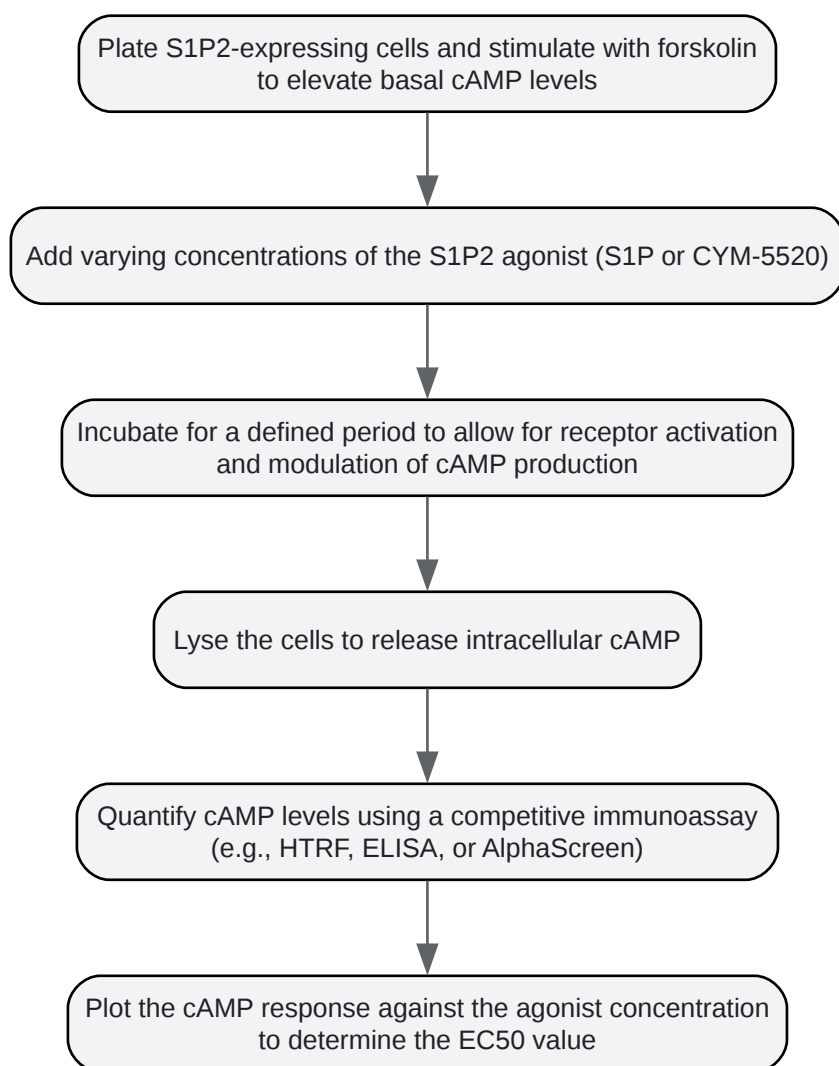 Plate S1P2-expressing cells and stimulate with forskolin
to elevate basal cAMP levels
Add varying concentrations of the S1P2 agonist (S1P or CYM-5520)
Incubate for a defined period to allow for receptor activation
and modulation of cAMP production
Lyse the cells to release intracellular cAMP
Quantify cAMP levels using a competitive immunoassay
(e.g., HTRF, ELISA, or AlphaScreen)
Plot the cAMP response against the agonist concentration
to determine the EC50 value